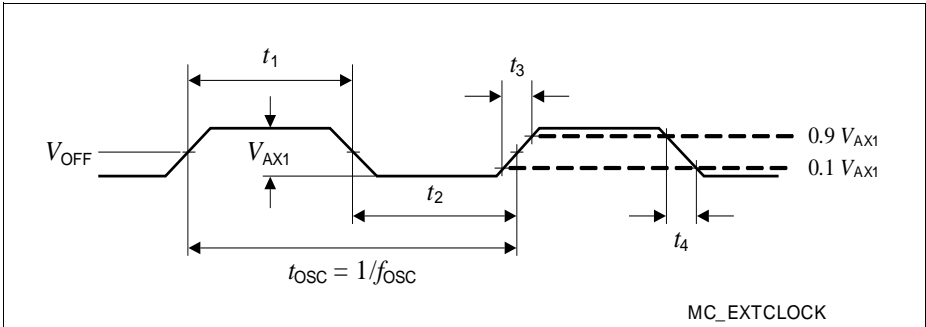 t1
t3
VOFF
VAX1
0.9 VAX1
0.1 VAX1
t2
t4
tOSC = 1/fOSC
MC_EXTCLOCK